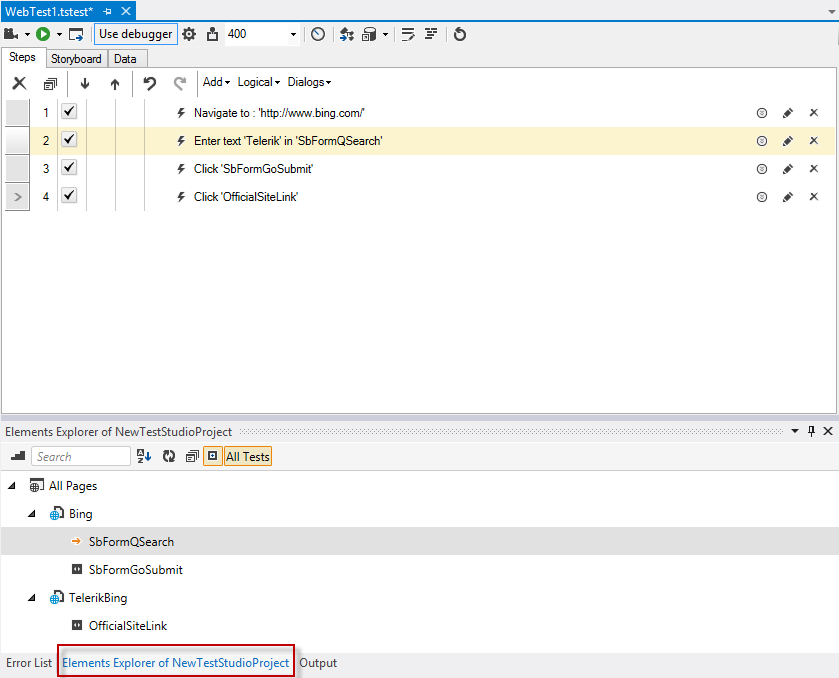 WebTest1.tstest*
Use debugger 400
Steps Storyboard Data
Add Logical Dialogs
1 Navigate to : 'http://www.bing.com/'
2 Enter text 'Telerik' in 'SbFormQSearch'
3 Click 'SbFormGoSubmit'
4 Click 'OfficialSiteLink'
Elements Explorer of NewTestStudioProject
Search All Tests
All Pages
Bing
SbFormQSearch
SbFormGoSubmit
TelerikBing
OfficialSiteLink
Error List Elements Explorer of NewTestStudioProject Output